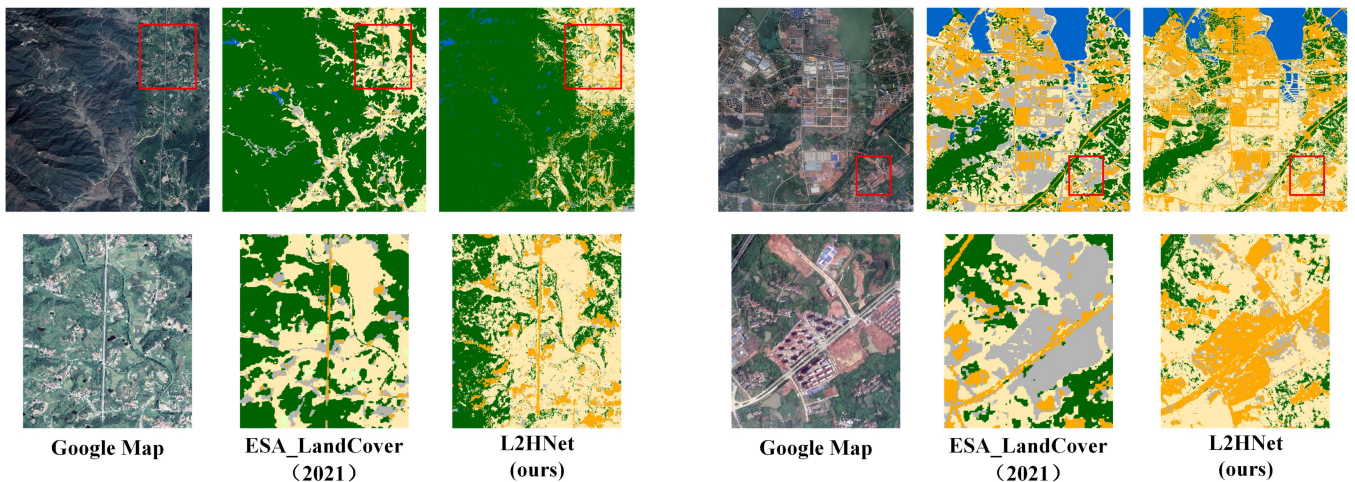 Google Map
ESA_LandCover
（2021）
L2HNet
(ours)
Google Map
ESA_LandCover
（2021）
L2HNet
(ours)